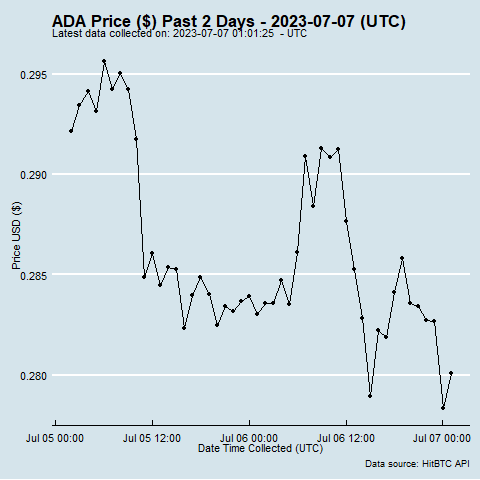 ADA Price ($) Past 2 Days - 2023-07-07 (UTC)
Latest data collected on: 2023-07-07 01:01:25 - UTC
0.295
0.290
0.285
0.280
Price USD ($)
Jul 05 00:00 Jul 05 12:00 Jul 06 00:00 Jul 06 12:00 Jul 07 00:00
Date Time Collected (UTC)
Data source: HitBTC API